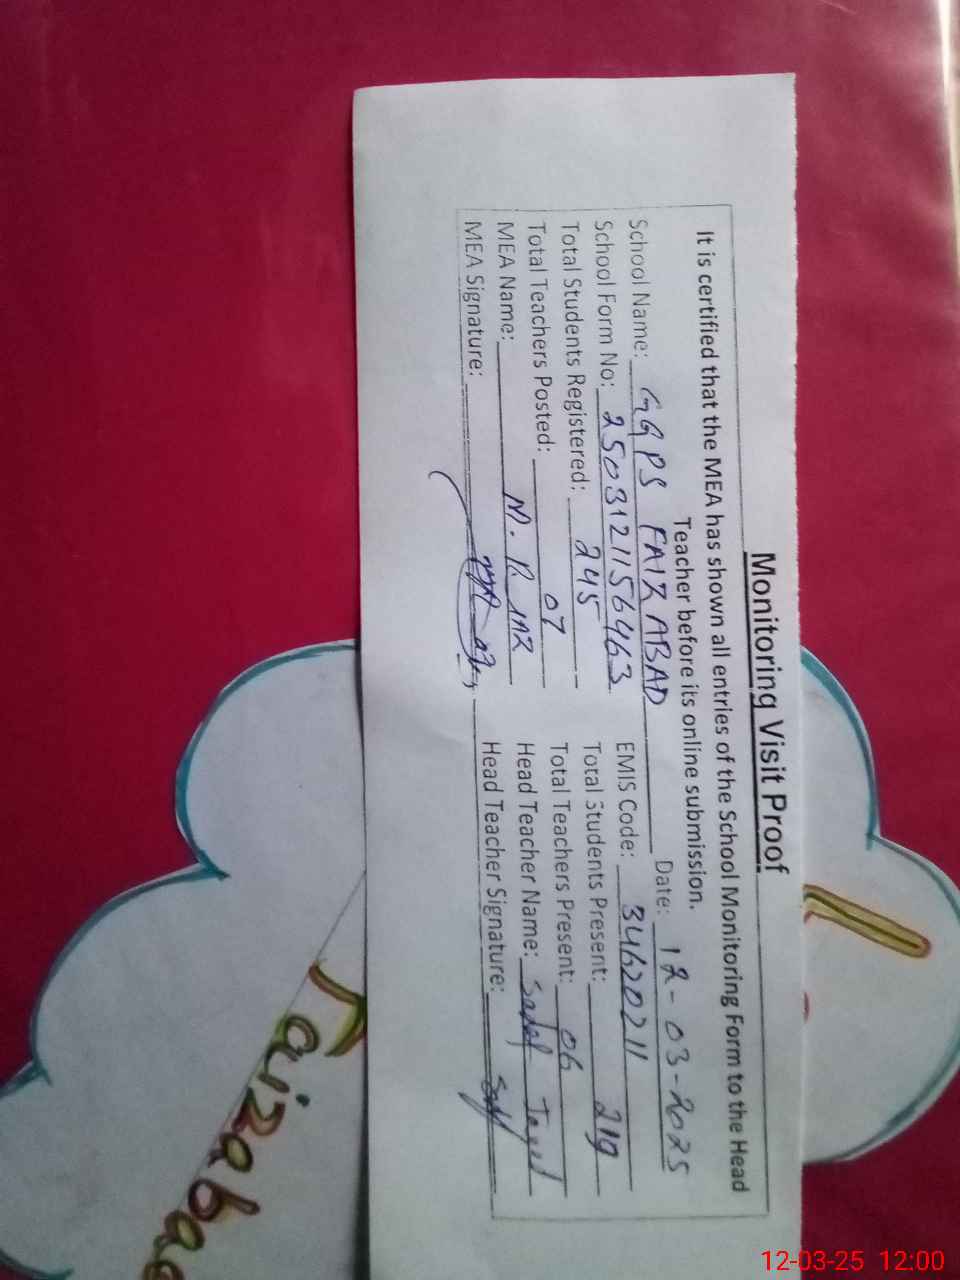 Monitoring Visit Proof
It is certified that the MEA has shown all entries of the School Monitoring Form to the Head
Teacher before its online submission.
Date: 12-03-2025
School Name: GGPS FAIZ ABAD
School Form No: 2503121156463 EMIS Code: 34620211
Total Students Registered: 245 Total Students Present: 219
Total Teachers Posted: 07 Total Teachers Present: 06
MEA Name: M. RIAZ Head Teacher Name:
MEA Signature: Head Teacher Signature:
Faizabad
12-03-25 12:00